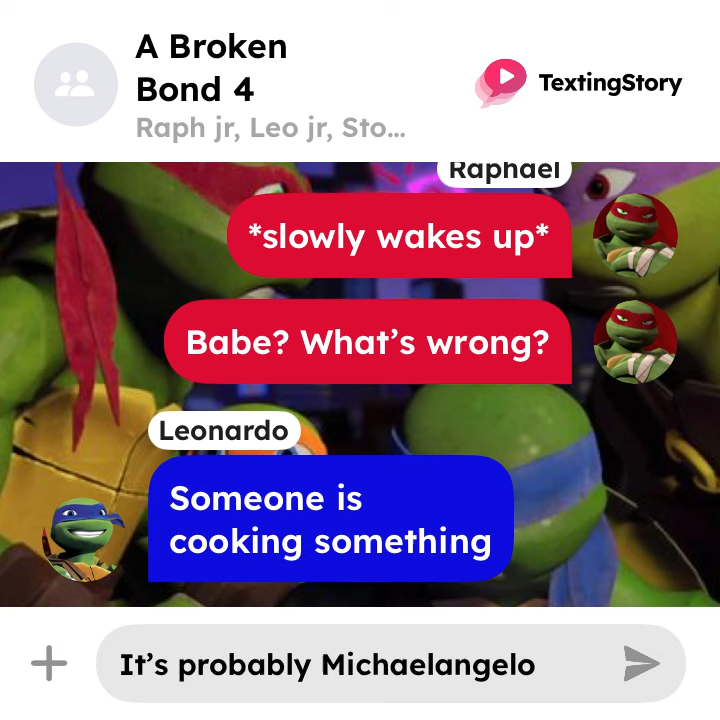 A Broken
Bond 4
Raph jr, Leo jr, Sto...
TextingStory
Raphael
*slowly wakes up*
Babe? What’s wrong?
Leonardo
Someone is
cooking something
It’s probably Michaelangelo